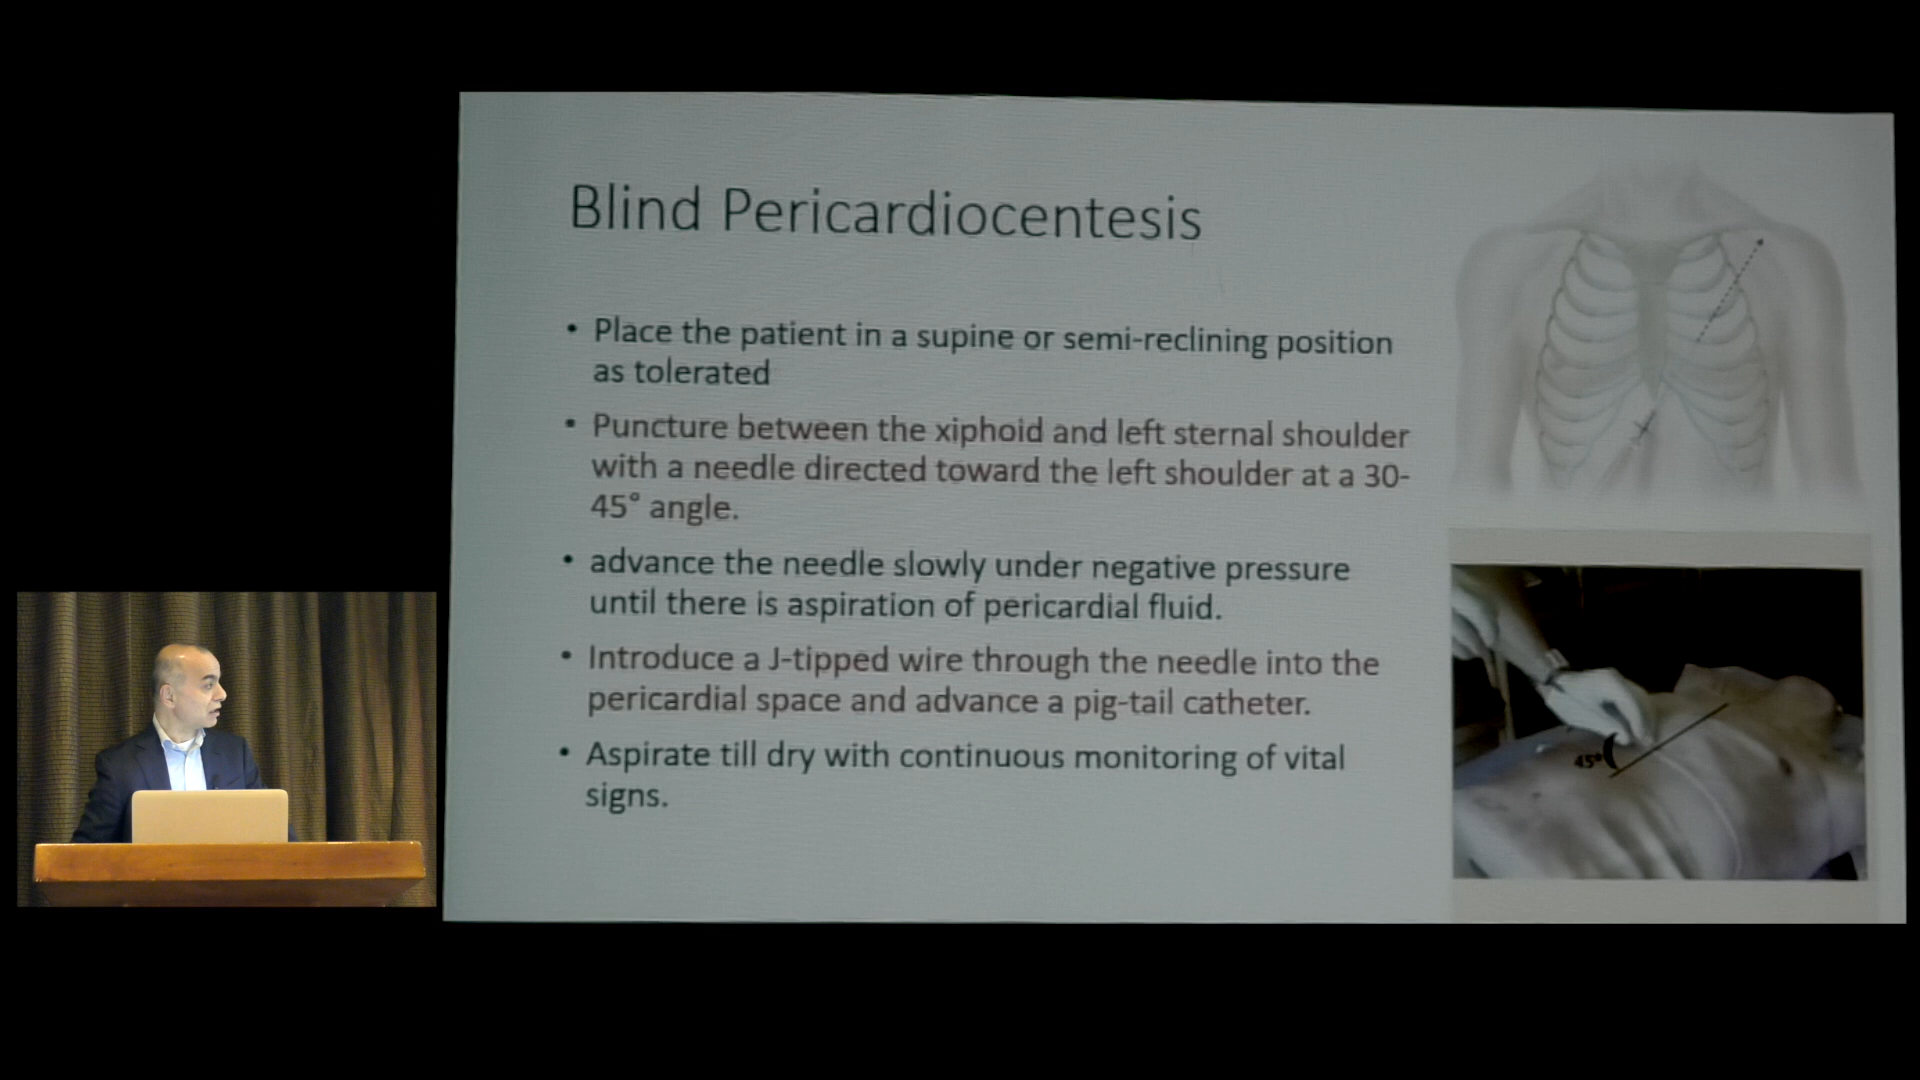 Blind Pericardiocentesis
• Place the patient in a supine or semi-reclining position
as tolerated
• Puncture between the xiphoid and left sternal shoulder
with a needle directed toward the left shoulder at a 30-
45° angle.
• advance the needle slowly under negative pressure
until there is aspiration of pericardial fluid.
• Introduce a J-tipped wire through the needle into the
pericardial space and advance a pig-tail catheter.
• Aspirate till dry with continuous monitoring of vital
signs.
45°